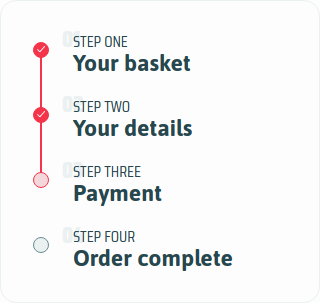 STEP ONE
Your basket
STEP TWO
Your details
STEP THREE
Payment
STEP FOUR
Order complete